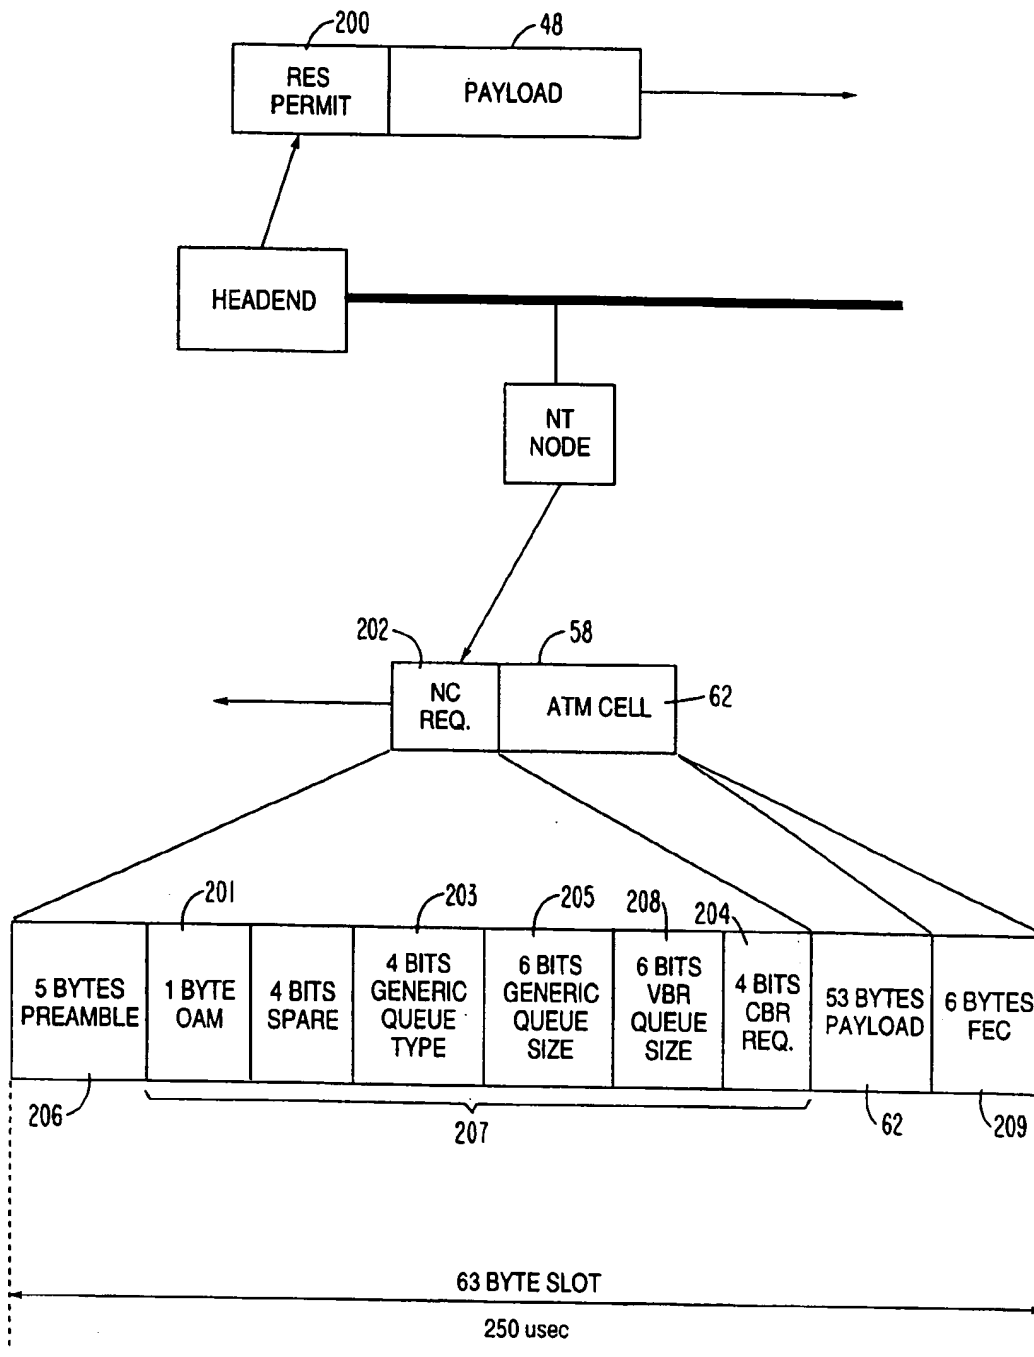 200
48
RES
PERMIT
PAYLOAD
HEADEND
NT
NODE
202
58
NC
REQ.
ATM CELL
62
201
203
205
208
204
5 BYTES
PREAMBLE
1 BYTE
OAM
4 BITS
SPARE
4 BITS
GENERIC
QUEUE
TYPE
6 BITS
GENERIC
QUEUE
SIZE
6 BITS
VBR
QUEUE
SIZE
4 BITS
CBR
REQ.
53 BYTES
PAYLOAD
6 BYTES
FEC
206
207
62
209
63 BYTE SLOT
250 usec